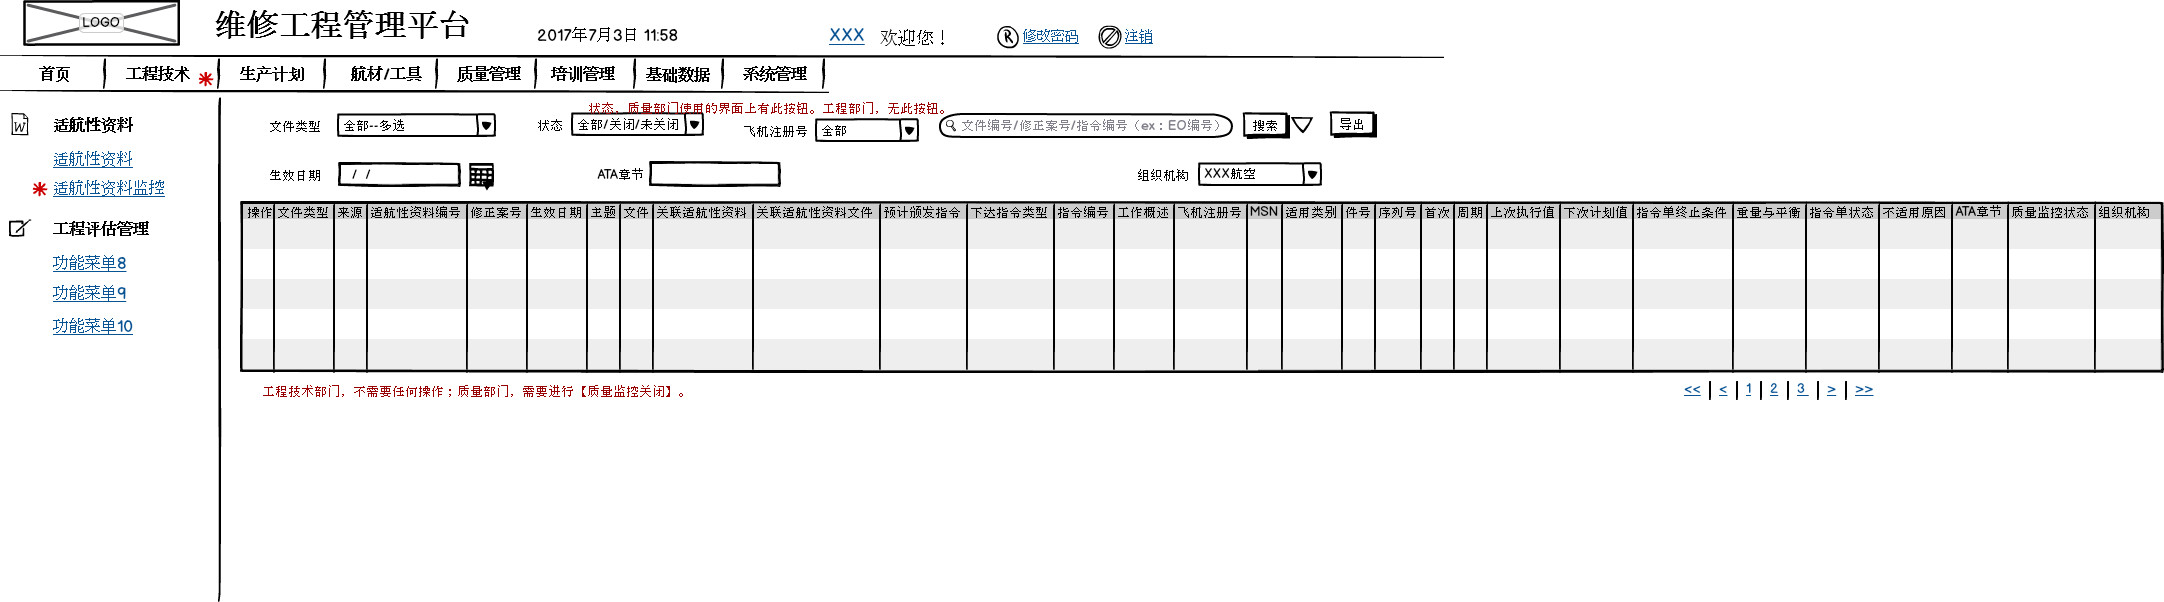 LOGO
维修工程管理平台
2017年7月3日 11:58
XXX 欢迎您！
R 修改密码 注销
首页 工程技术 生产计划 航材/工具 质量管理 培训管理 基础数据 系统管理
W 适航性资料
适航性资料
适航性资料监控
工程评估管理
功能菜单8
功能菜单9
功能菜单10
状态，质量部门使用的界面上有此按钮。工程部门，无此按钮。
文件类型 全部--多选 状态 全部/关闭/未关闭 飞机注册号 全部 文件编号/修正案号/指令编号（ex：EO编号） 搜索 导出
生效日期 / / ATA章节 组织机构 XXX航空
操作 文件类型 来源 适航性资料编号 修正案号 生效日期 主题 文件 关联适航性资料 关联适航性资料文件 预计颁发指令 下达指令类型 指令编号 工作概述 飞机注册号 MSN 适用类别 件号 序列号 首次 周期 上次执行值 下次计划值 指令单终止条件 重量与平衡 指令单状态 不适用原因 ATA章节 质量监控状态 组织机构
工程技术部门，不需要任何操作；质量部门，需要进行【质量监控关闭】。
<< | < | 1 | 2 | 3 | > | >>